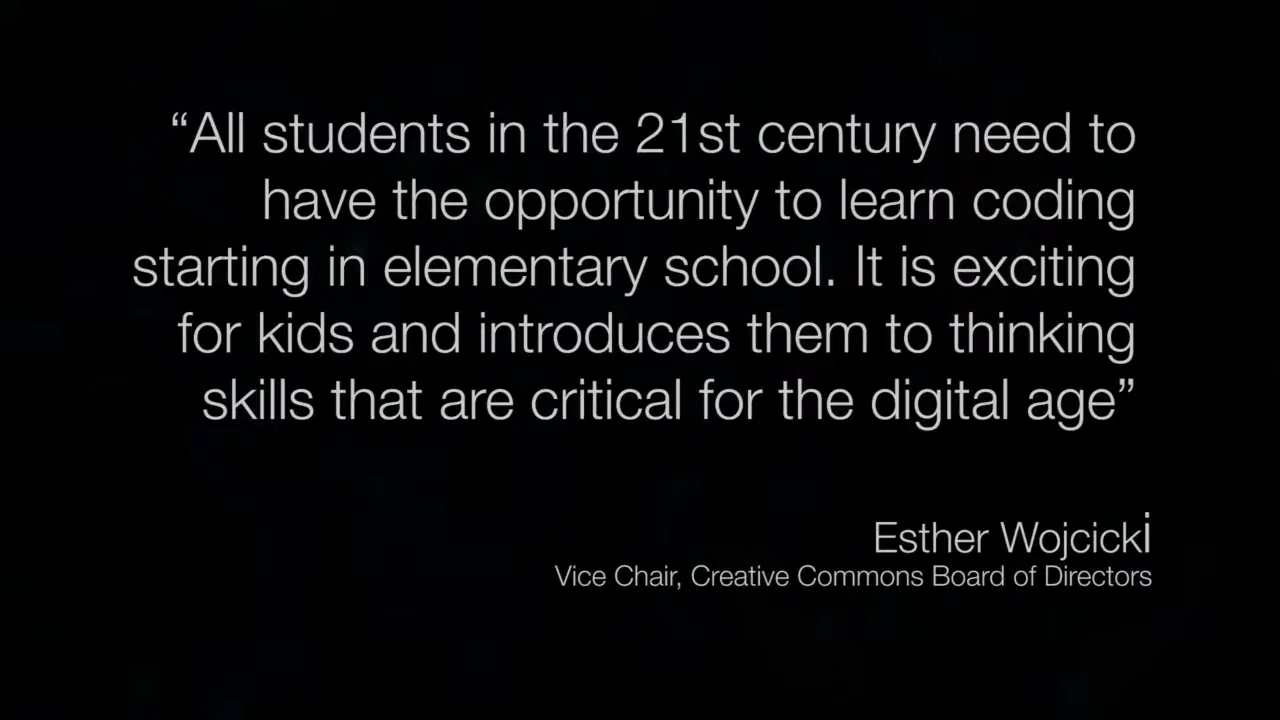 “All students in the 21st century need to
have the opportunity to learn coding
starting in elementary school. It is exciting
for kids and introduces them to thinking
skills that are critical for the digital age”
Esther Wojcicki
Vice Chair, Creative Commons Board of Directors